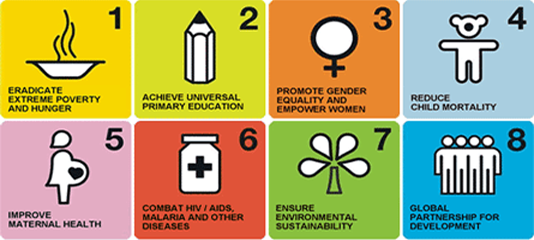 1
ERADICATE
EXTREME POVERTY
AND HUNGER
2
ACHIEVE UNIVERSAL
PRIMARY EDUCATION
3
PROMOTE GENDER
EQUALITY AND
EMPOWER WOMEN
4
REDUCE
CHILD MORTALITY
5
IMPROVE
MATERNAL HEALTH
6
COMBAT HIV / AIDS,
MALARIA AND OTHER
DISEASES
7
ENSURE
ENVIRONMENTAL
SUSTAINABILITY
8
GLOBAL
PARTNERSHIP FOR
DEVELOPMENT